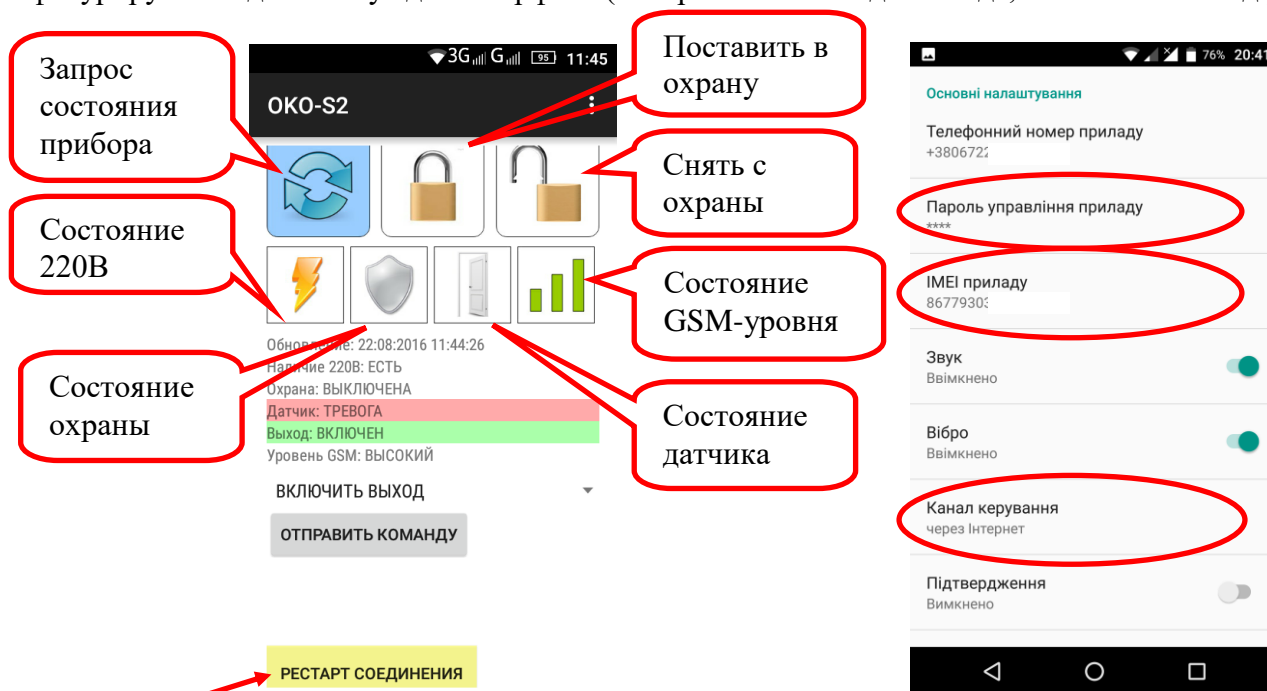 Запрос
состояния
прибора
Состояние
220В
Состояние
охраны
3G G 95 11:45
OKO-S2
Обновление: 22:08:2016 11:44:26
Наличие 220В: ЕСТЬ
Охрана: ВЫКЛЮЧЕНА
Датчик: ТРЕВОГА
Выход: ВКЛЮЧЕН
Уровень GSM: ВЫСОКИЙ
ВКЛЮЧИТЬ ВЫХОД
ОТПРАВИТЬ КОМАНДУ
РЕСТАРТ СОЕДИНЕНИЯ
Поставить в
охрану
Снять с
охраны
Состояние
GSM-уровня
Состояние
датчика
76% 20:41
Основні налаштування
Телефонний номер приладу
+3806722
Пароль управління приладу
****
IMEI приладу
86779303
Звук
Ввімкнено
Вібро
Ввімкнено
Канал керування
через Інтернет
Підтвердження
Вимкнено